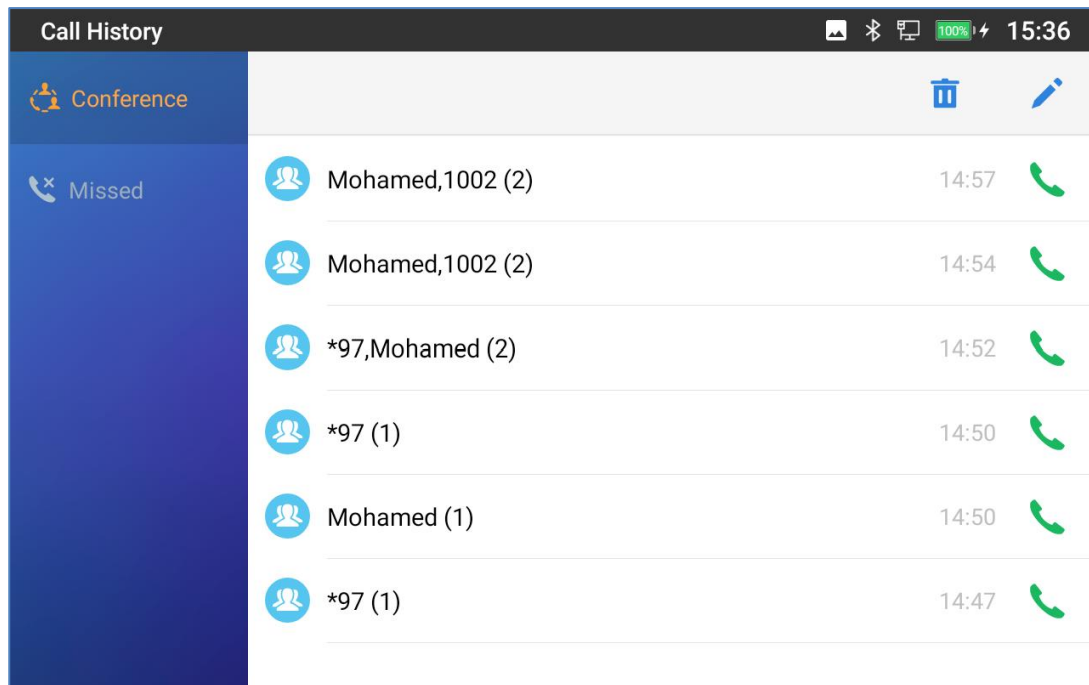 Call History 100% 15:36
Conference
Missed
Mohamed,1002 (2) 14:57
Mohamed,1002 (2) 14:54
*97,Mohamed (2) 14:52
*97 (1) 14:50
Mohamed (1) 14:50
*97 (1) 14:47